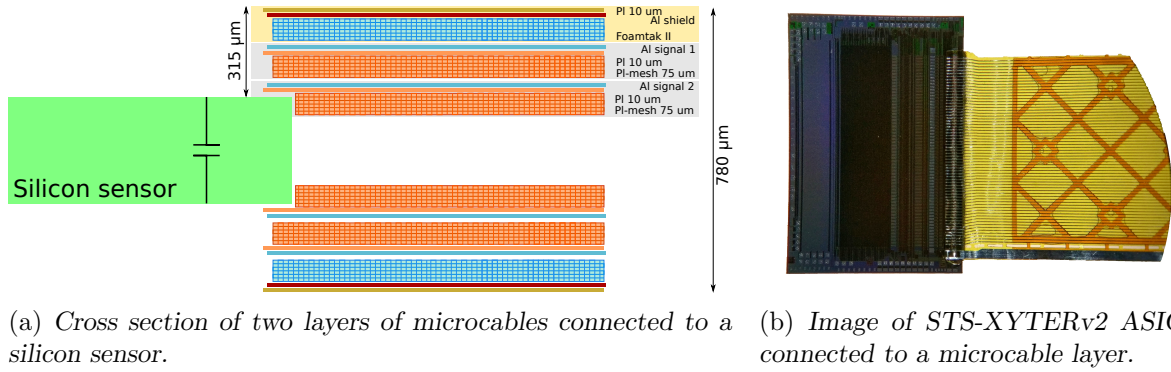 PI 10 um
Al shield
Foamtak II
Al signal 1
PI 10 um
PI-mesh 75 um
Al signal 2
PI 10 um
PI-mesh 75 um
315 μm
780 μm
Silicon sensor
(a) Cross section of two layers of microcables connected to a
silicon sensor.
(b) Image of STS-XYTERv2 ASIC
connected to a microcable layer.